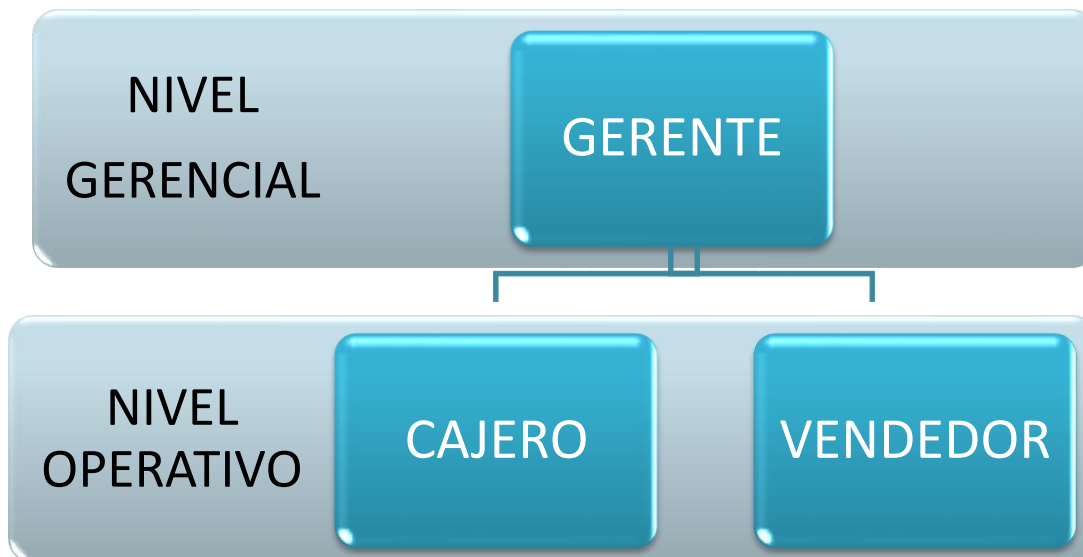 NIVEL
GERENCIAL
GERENTE
NIVEL
OPERATIVO
CAJERO
VENDEDOR